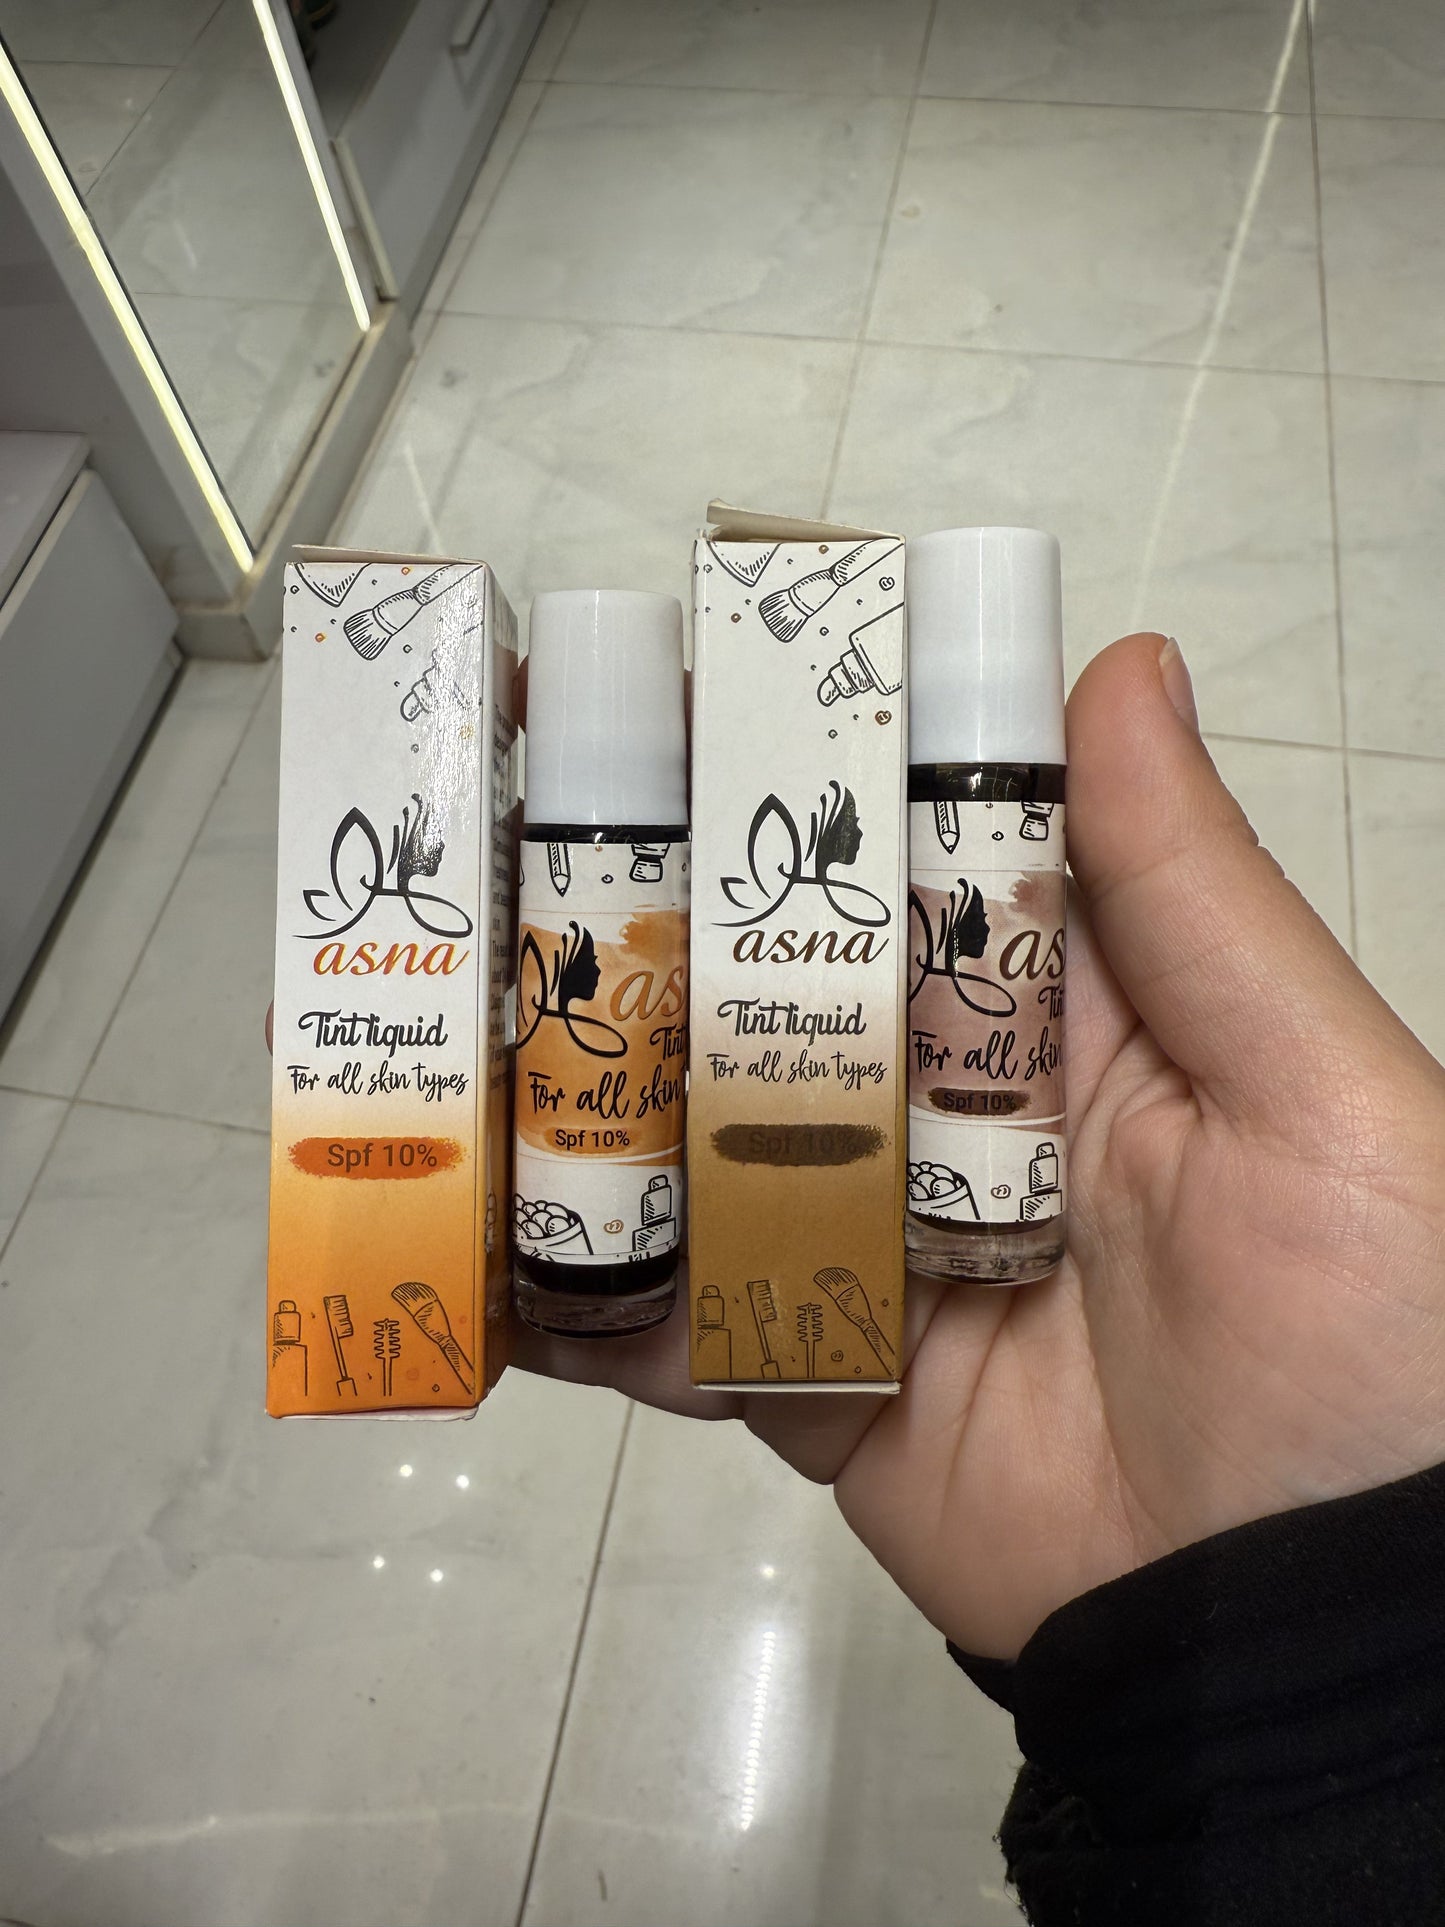 asna
Tint liquid
For all skin types
Spf 10%
as
Tint
For all skin
Spf 10%
asna
Tint liquid
For all skin types
Spf 10%
as
For all skin
Spf 10%